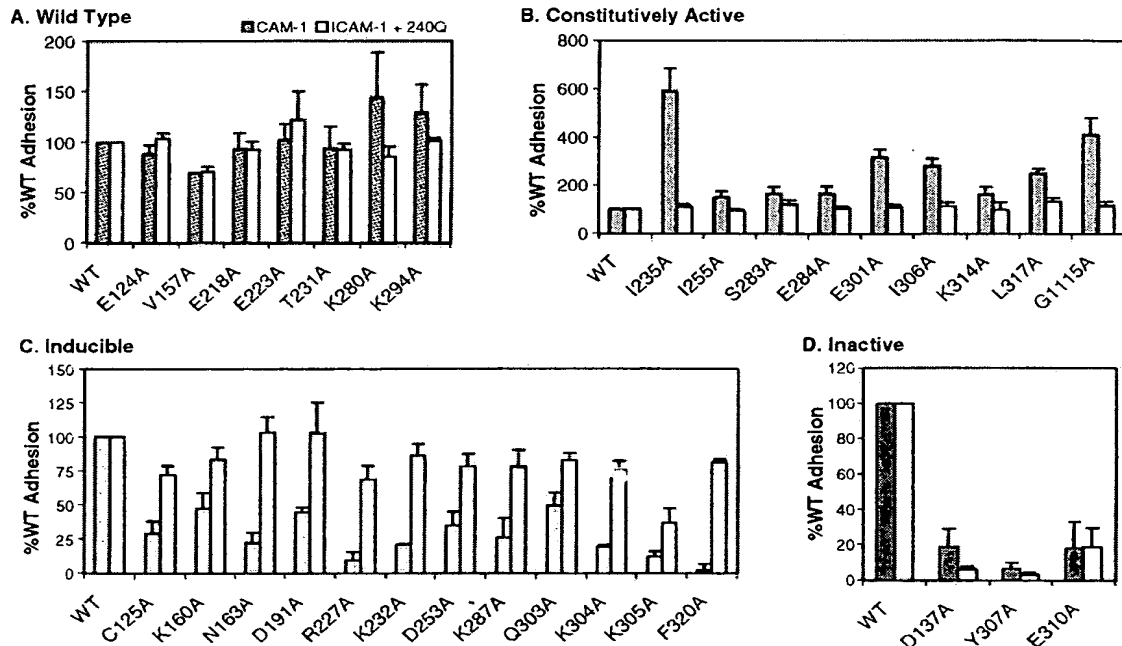 A. Wild Type
CAM-1 ICAM-1 + 240G
%WT Adhesion
200
150
100
50
0
WT
E124A
V157A
E218A
E223A
T231A
K280A
K294A
B. Constitutively Active
%WT Adhesion
800
600
400
200
0
WT
I235A
I255A
S283A
E284A
E301A
I306A
K314A
L317A
G1115A
C. Inducible
%WT Adhesion
150
125
100
75
50
25
0
WT
C125A
K160A
N163A
D191A
R227A
K232A
D253A
K287A
Q303A
K304A
K305A
F320A
D. Inactive
%WT Adhesion
120
100
80
60
40
20
0
WT
D137A
Y307A
E310A